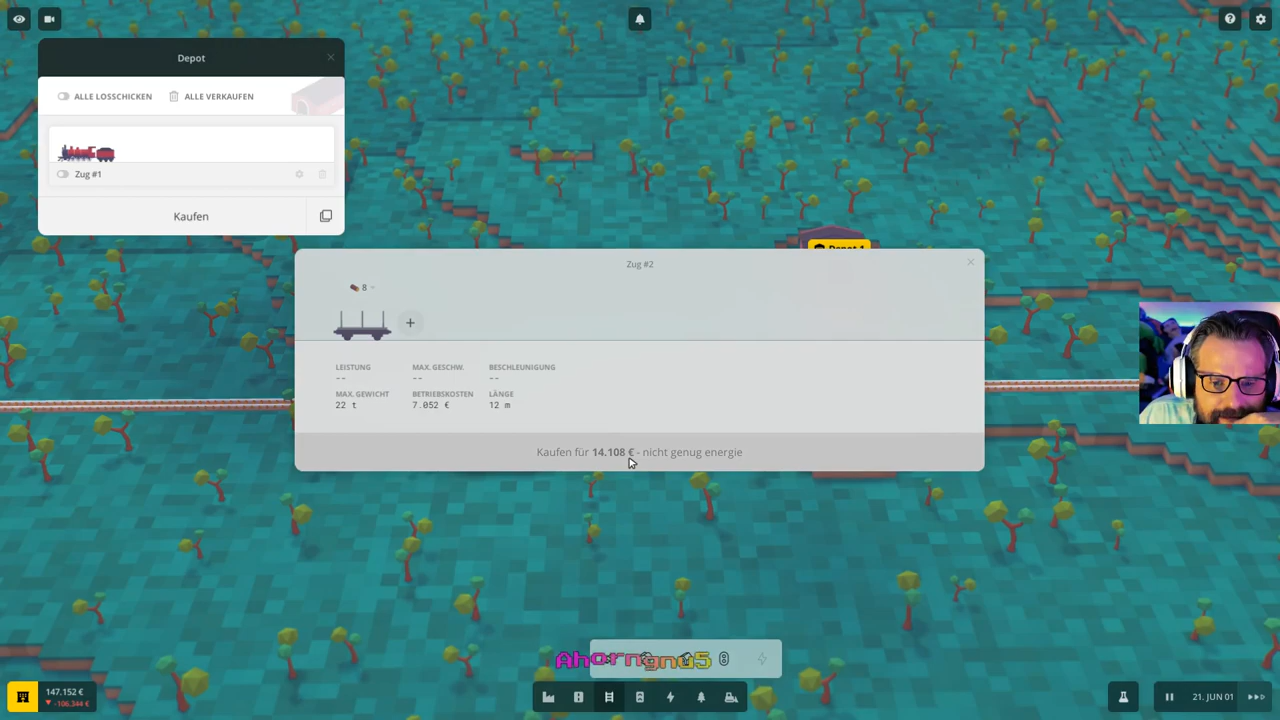 Depot
ALLE LOSSCHICKEN
ALLE VERKAUFEN
Zug #1
Kaufen
Depot 1
Zug #2
8
LEISTUNG
--
MAX. GESCHW.
--
BESCHLEUNIGUNG
--
MAX. GEWICHT
22 t
BETRIEBSKOSTEN
7.052 €
LÄNGE
12 m
Kaufen für 14.108 € - nicht genug energie
Ahorngna5
147.152 €
-106.344 €
21. JUN 01